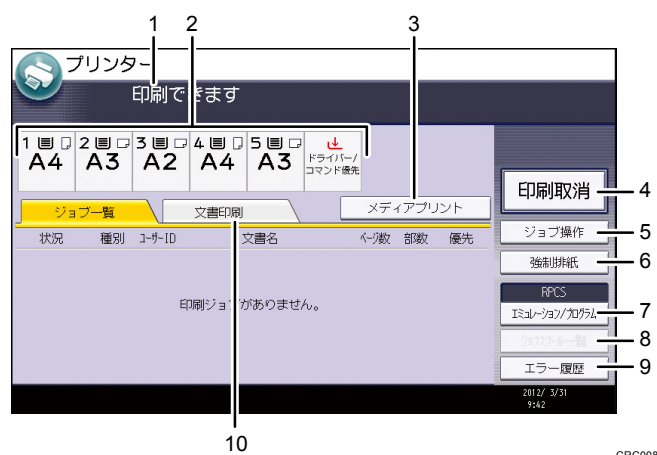 1
2
3
プリンター
印刷できます
1 2 3 4 5
A4 A3 A2 A4 A3
ドライバー/
コマンド優先
印刷取消
4
ジョブ一覧
文書印刷
メディアプリント
ジョブ操作
5
状況 種別 ユーザーID 文書名 ページ数 部数 優先
強制排紙
6
印刷ジョブがありません。
RPCS
エミュレーション/プログラム
7
ジョブスプール一覧
8
エラー履歴
9
2012/ 3/31
9:42
10